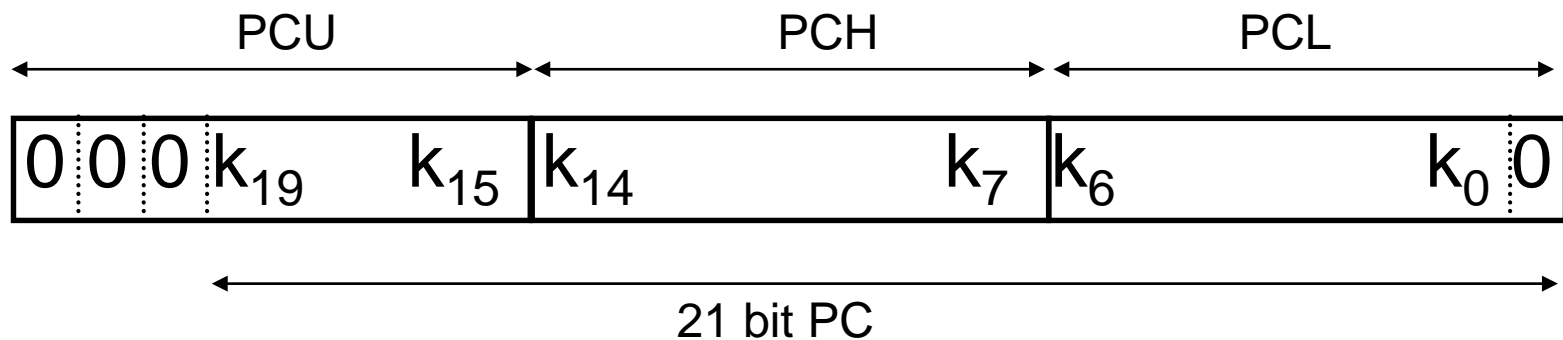 PCU PCH PCL
0 0 0 k19 k15 k14 k7 k6 k0 0
21 bit PC